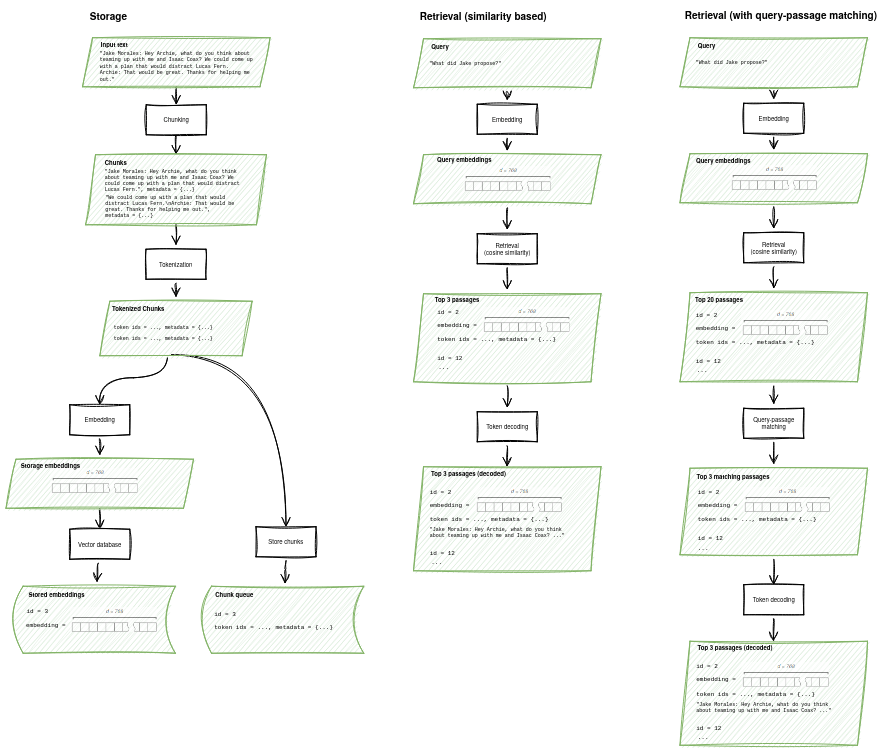 Storage
Input text
"Jake Morales: Hey Archie, what do you think about
teaming up with me and Isaac Coax? We could come up
with a plan that would distract Lucas Fern.
Archie: That would be great. Thanks for helping me
out."
Chunking
Chunks
"Jake Morales: Hey Archie, what do you think
about teaming up with me and Isaac Coax? We
could come up with a plan that would distract
Lucas Fern.", metadata = {...}
"We could come up with a plan that would
distract Lucas Fern.\nArchie: That would be
great. Thanks for helping me out.",
metadata = {...}
Tokenization
Tokenized Chunks
token ids = ..., metadata = {...}
token ids = ..., metadata = {...}
Embedding
Storage embeddings
d = 768
Vector database
Stored embeddings
id = 3
d = 768
embedding =
Store chunks
Chunk queue
id = 3
token ids = ..., metadata = {...}
Retrieval (similarity based)
Query
"What did Jake propose?"
Embedding
Query embeddings
d = 768
Retrieval
(cosine similarity)
Top 3 passages
id = 2
d = 768
embedding =
token ids = ..., metadata = {...}
id = 12
...
Token decoding
Top 3 passages (decoded)
id = 2
d = 768
embedding =
token ids = ..., metadata = {...}
"Jake Morales: Hey Archie, what do you think
about teaming up with me and Isaac Coax? ..."
id = 12
...
Retrieval (with query-passage matching)
Query
"What did Jake propose?"
Embedding
Query embeddings
d = 768
Retrieval
(cosine similarity)
Top 20 passages
id = 2
d = 768
embedding =
token ids = ..., metadata = {...}
id = 12
...
Query-passage
matching
Top 3 matching passages
id = 2
d = 768
embedding =
token ids = ..., metadata = {...}
id = 12
...
Token decoding
Top 3 passages (decoded)
id = 2
d = 768
embedding =
token ids = ..., metadata = {...}
"Jake Morales: Hey Archie, what do you think
about teaming up with me and Isaac Coax? ..."
id = 12
...